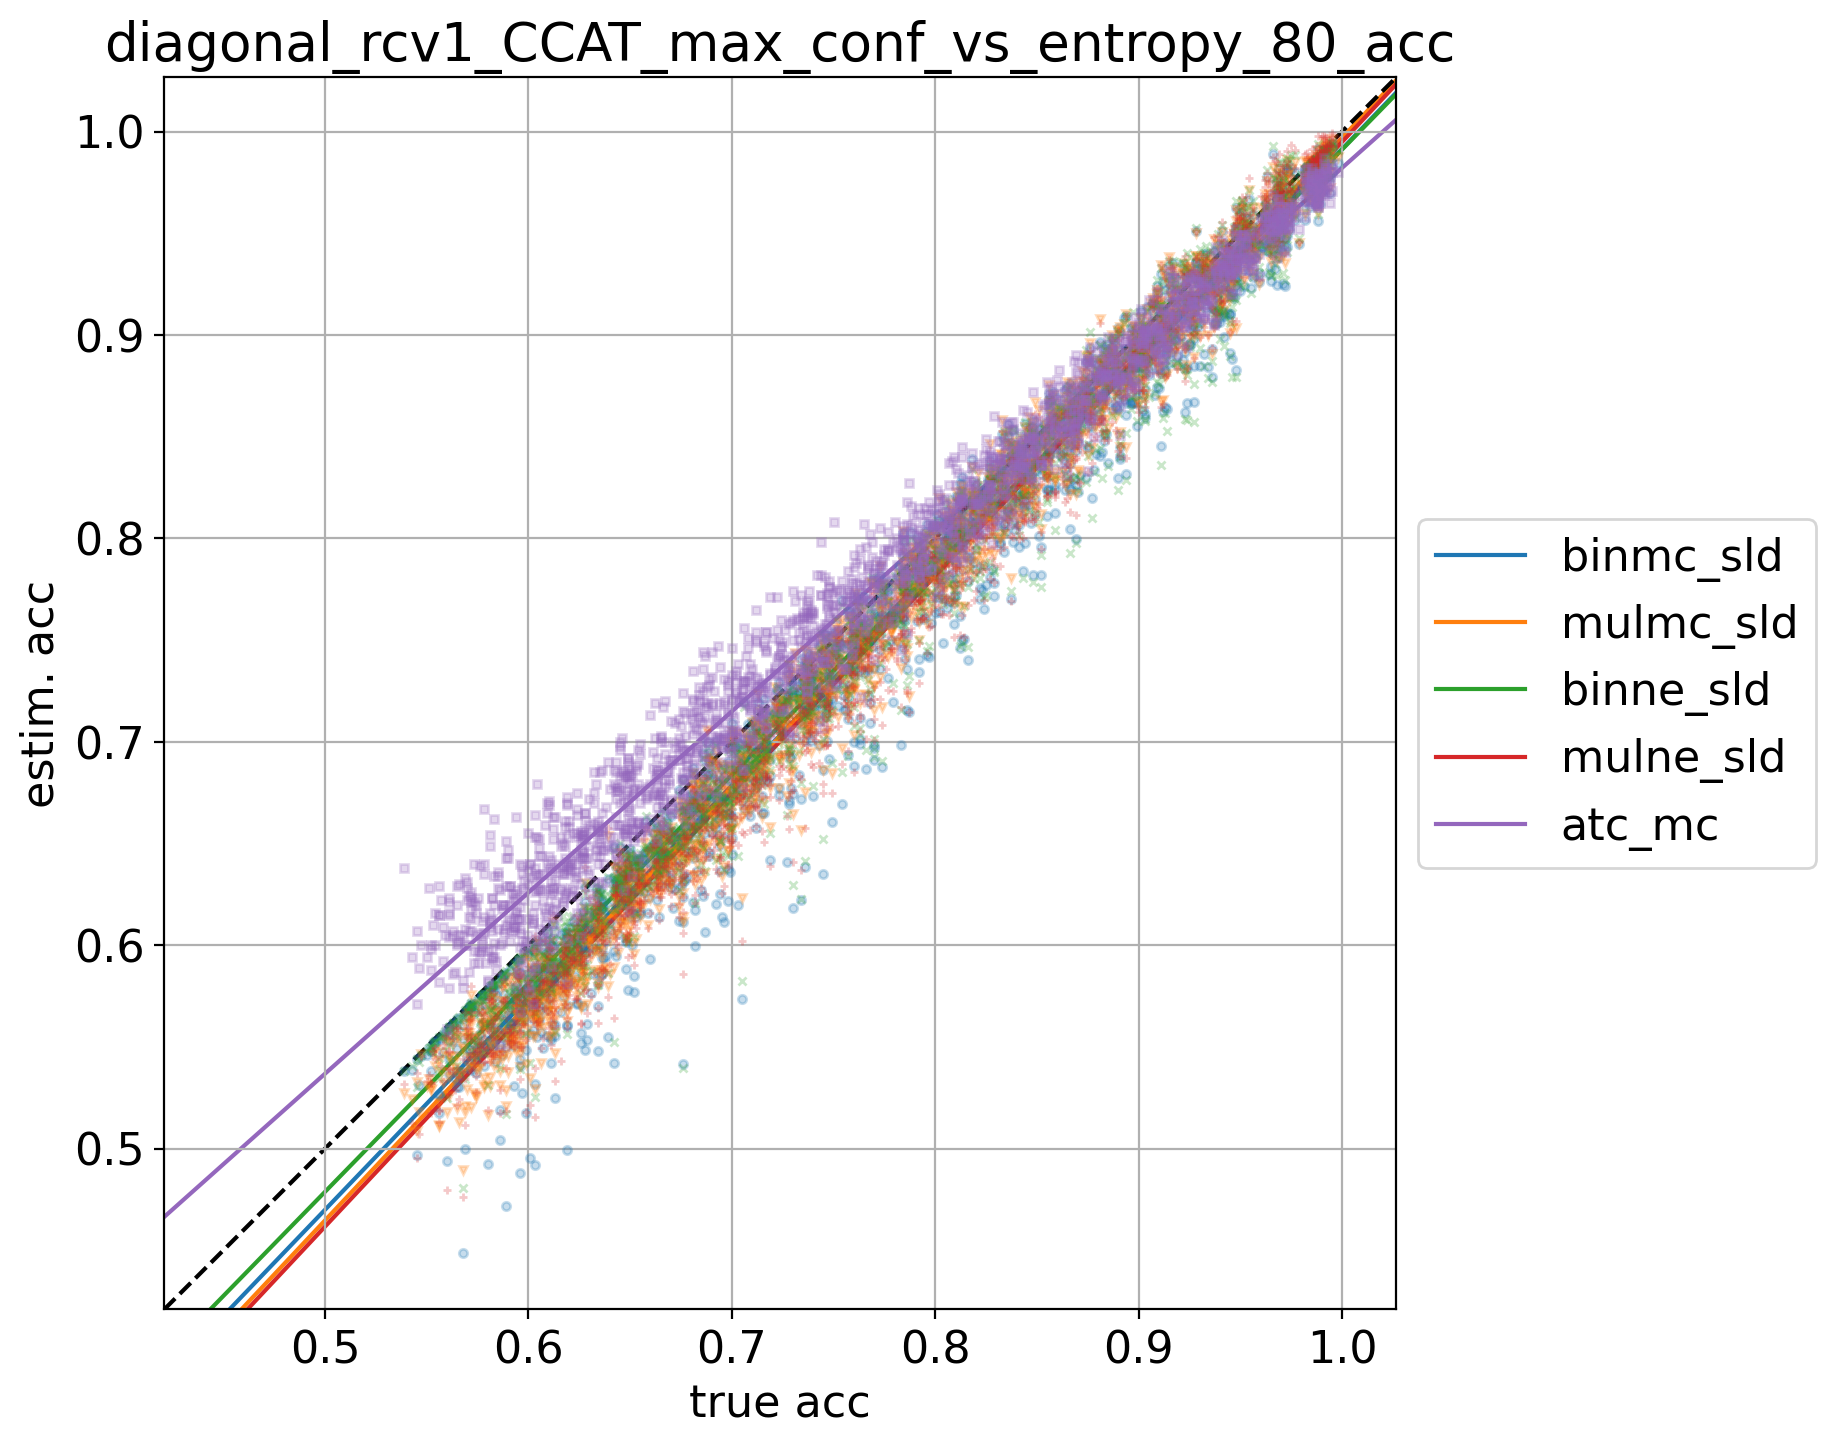 diagonal_rcv1_CCAT_max_conf_vs_entropy_80_acc
1.0
0.9
0.8
0.7
0.6
0.5
estim. acc
0.5 0.6 0.7 0.8 0.9 1.0
true acc
binmc_sld
mulmc_sld
binne_sld
mulne_sld
atc_mc